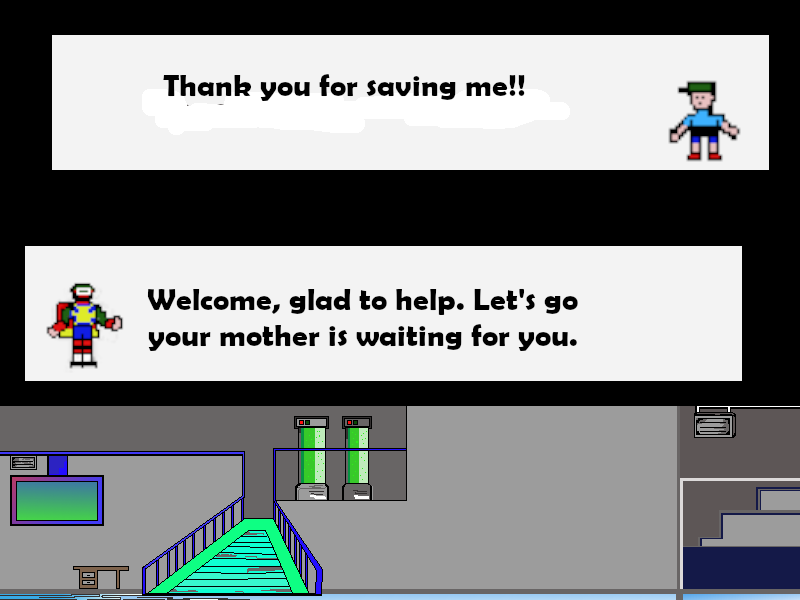 Thank you for saving me!!
Welcome, glad to help. Let's go
your mother is waiting for you.